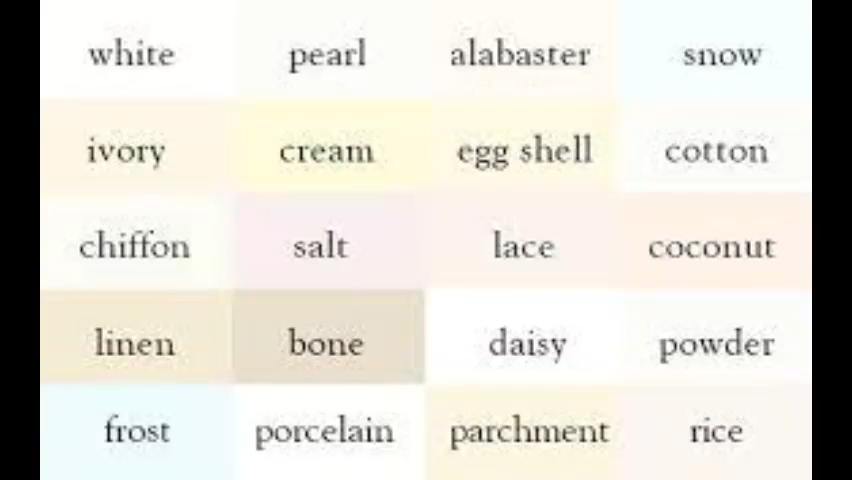 white pearl alabaster snow
ivory cream egg shell cotton
chiffon salt lace coconut
linen bone daisy powder
frost porcelain parchment rice